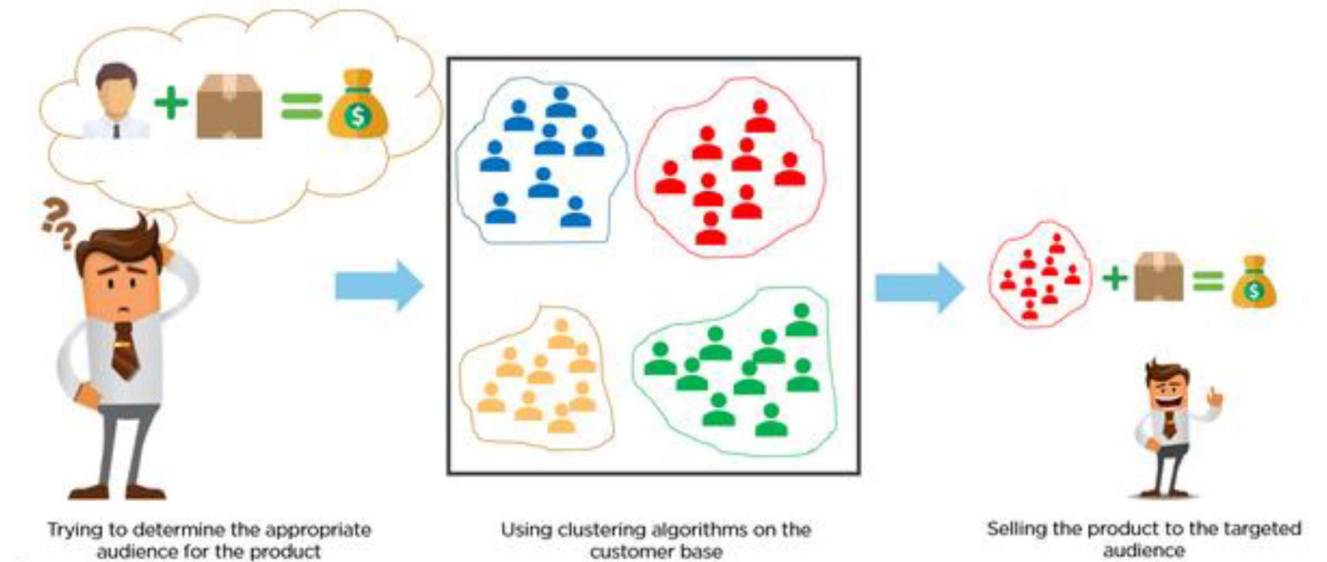 ??
$
Trying to determine the appropriate
audience for the product
Using clustering algorithms on the
customer base
$
Selling the product to the targeted
audience